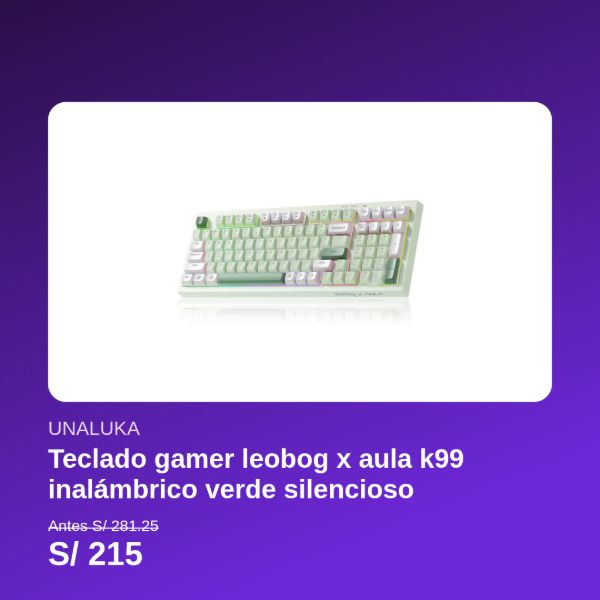 UNALUKA
Teclado gamer leobog x aula k99
inalámbrico verde silencioso
Antes S/ 281.25
S/ 215